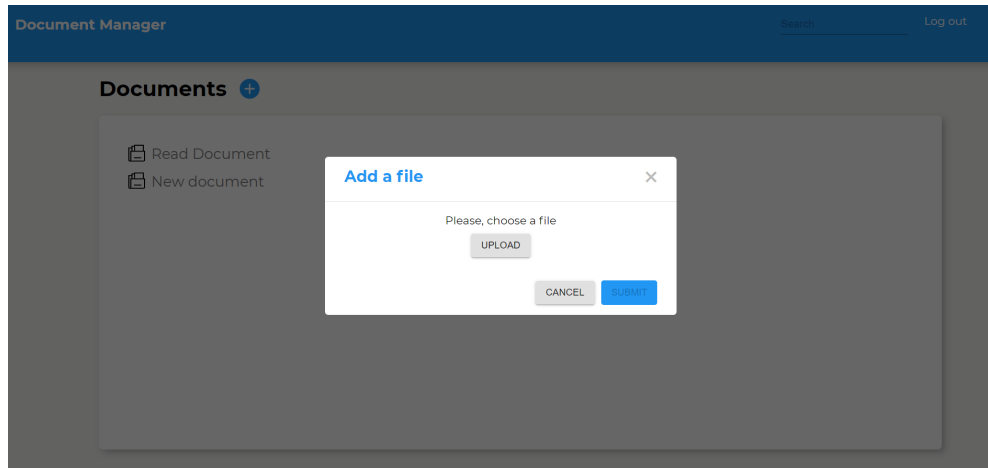 Document Manager
Search
Log out
Documents
Read Document
New document
Add a file
Please, choose a file
UPLOAD
CANCEL
SUBMIT